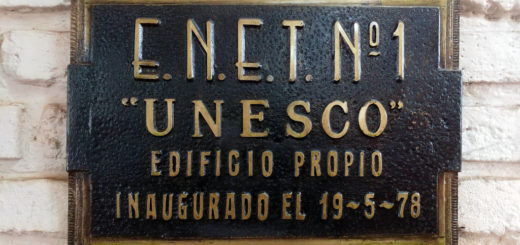 E.N.E.T. Nº1
"UNESCO"
EDIFICIO PROPIO
INAUGURADO EL 19~5~78